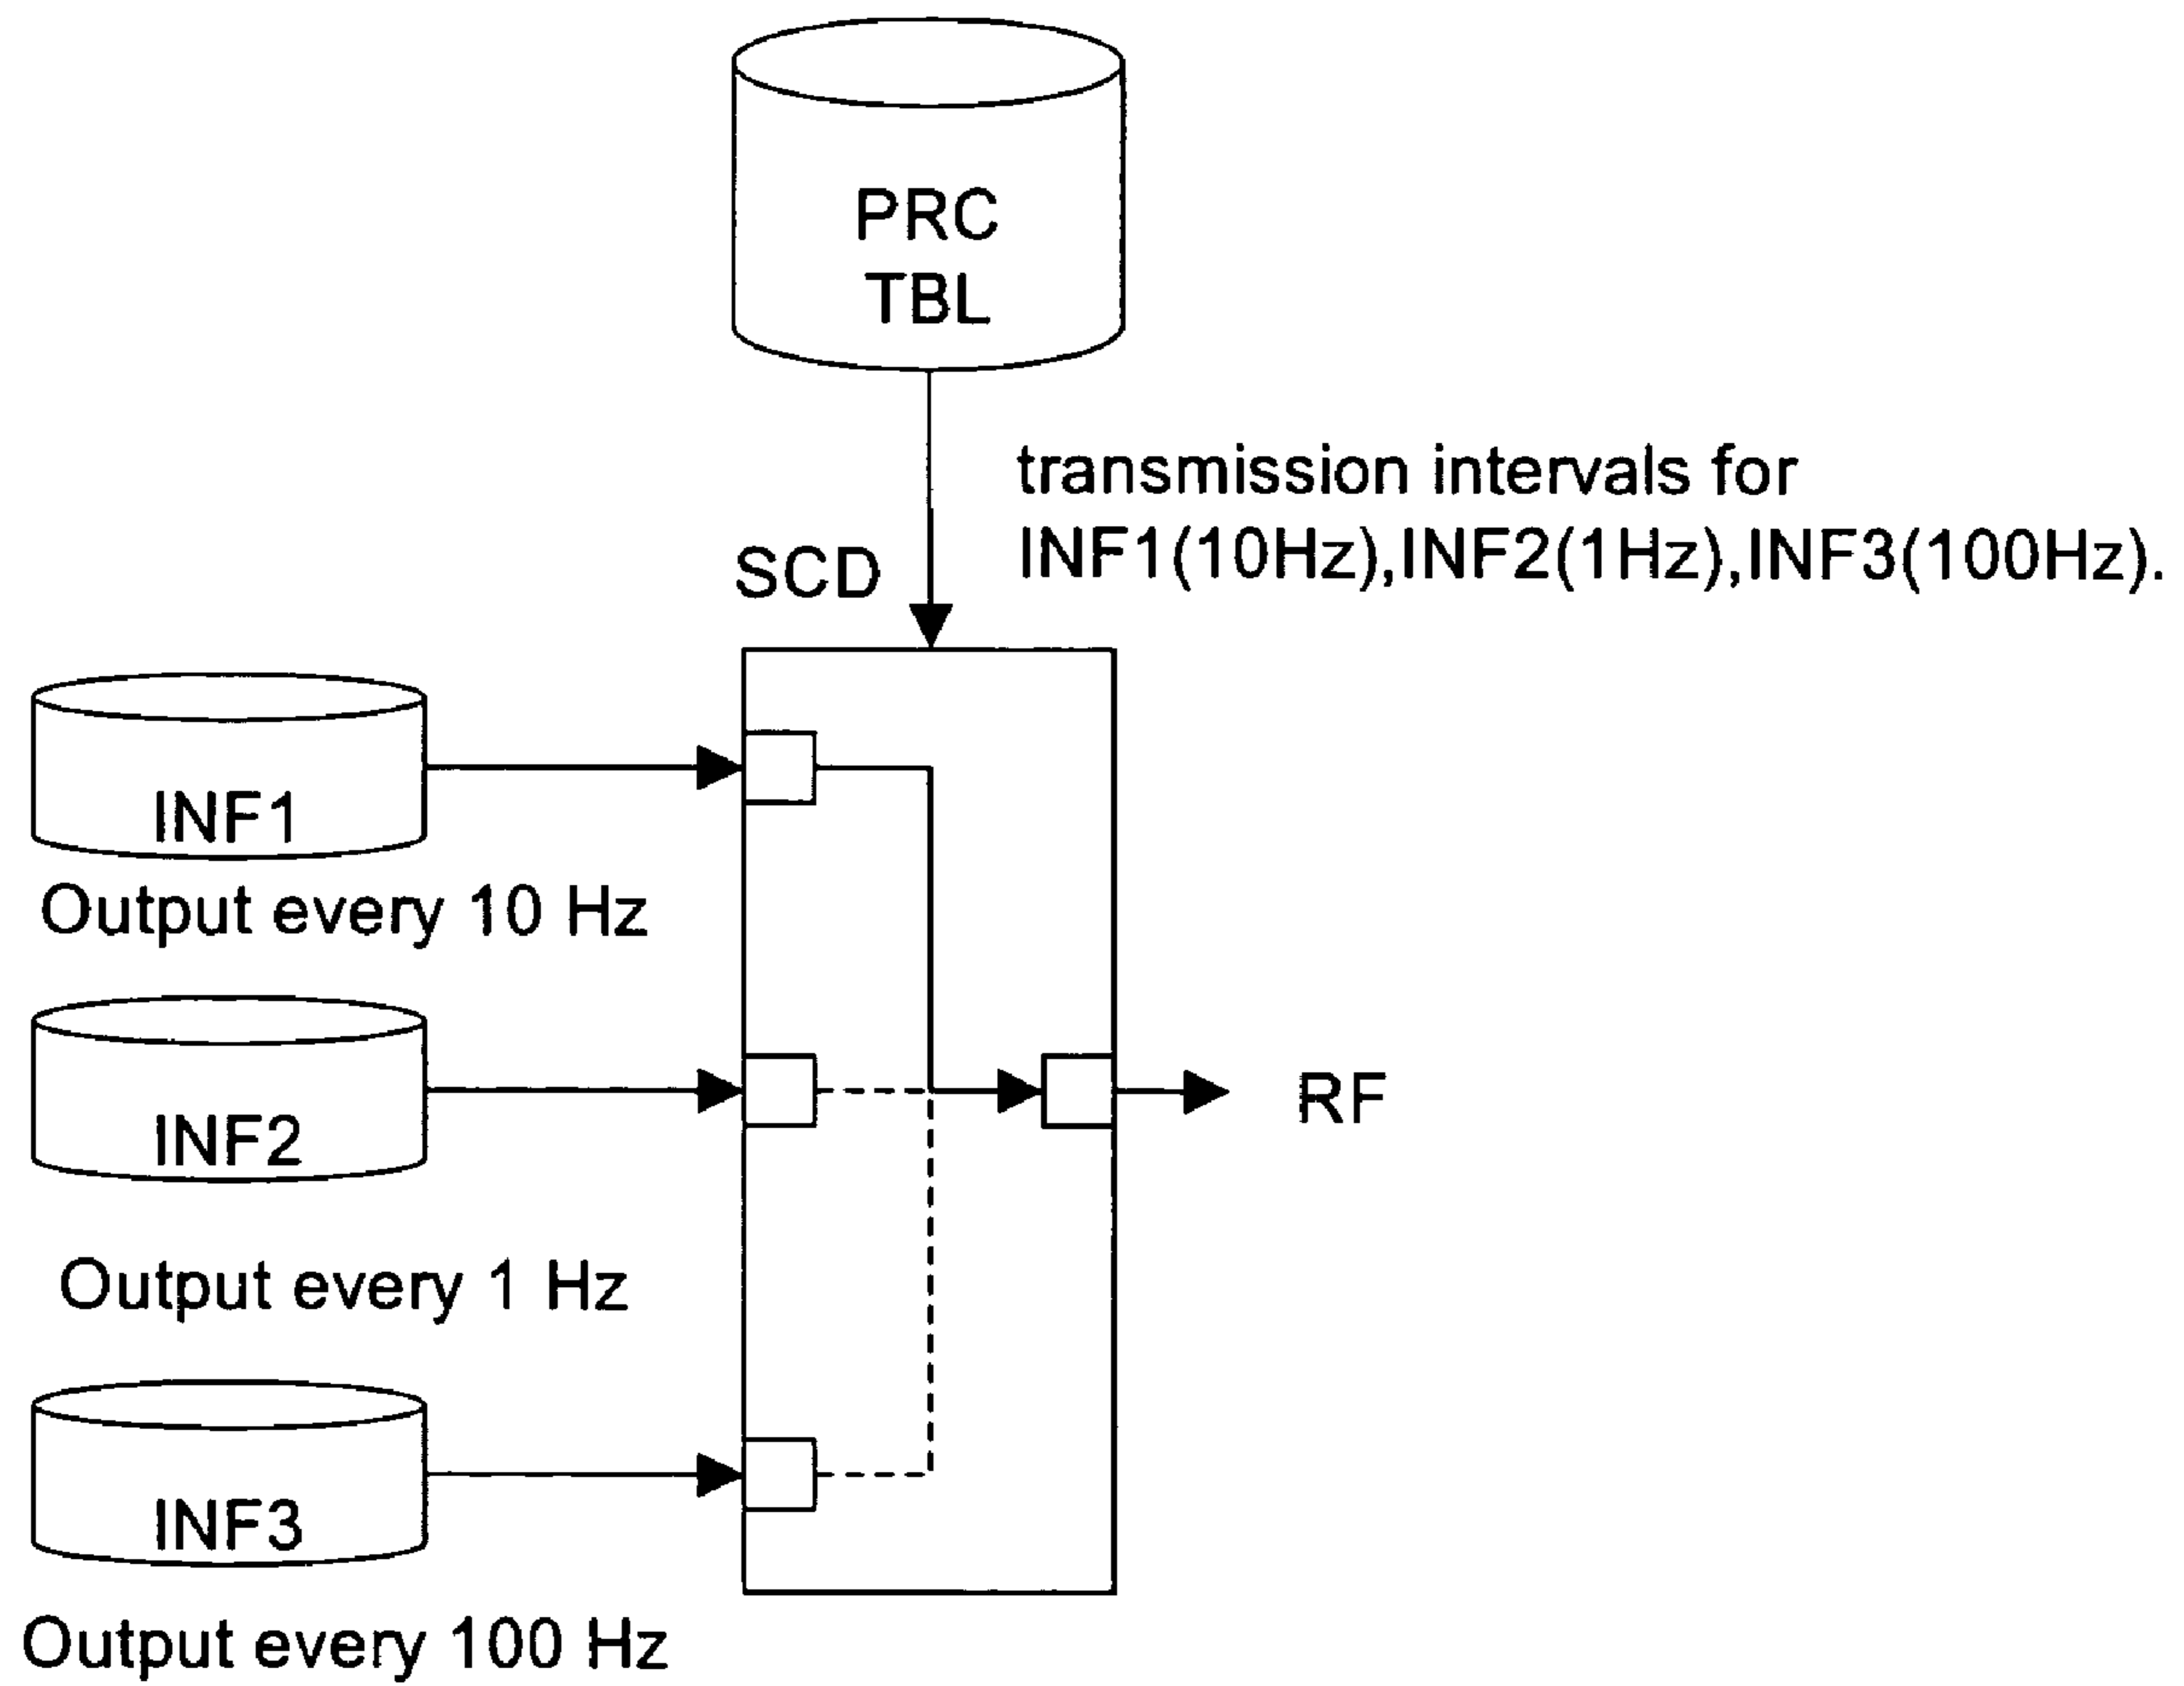 PRC
TBL
transmission intervals for
INF1(10Hz),INF2(1Hz),INF3(100Hz).
SCD
INF1
Output every 10 Hz
INF2
RF
Output every 1 Hz
INF3
Output every 100 Hz